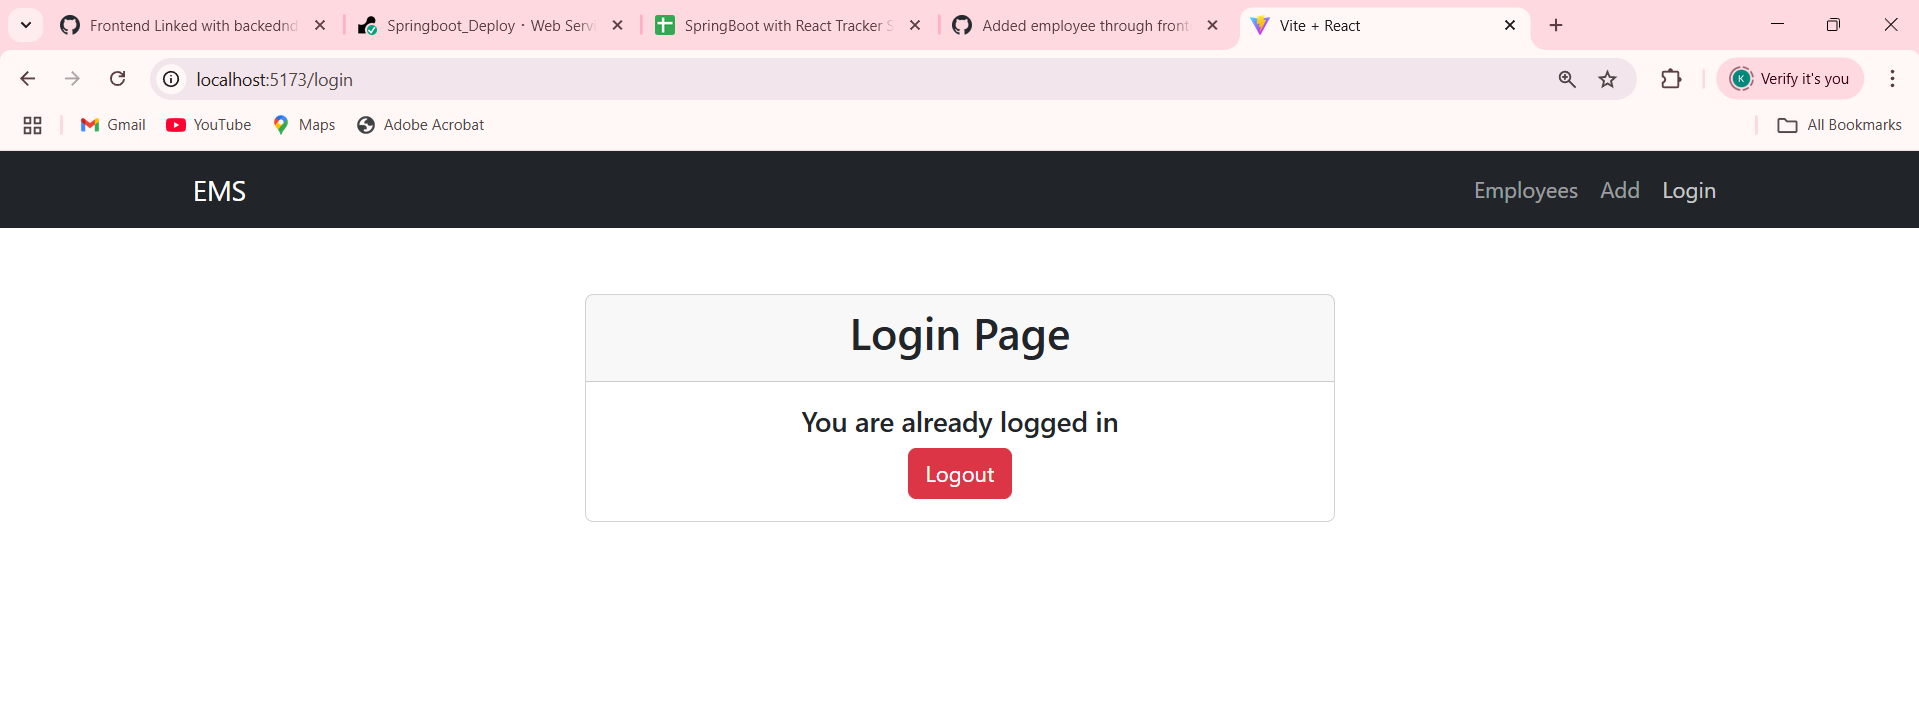 Frontend Linked with backednd
Springboot_Deploy · Web Servi
SpringBoot with React Tracker S
Added employee through front
Vite + React
localhost:5173/login
K
Verify it's you
Gmail
YouTube
Maps
Adobe Acrobat
All Bookmarks
EMS
Employees
Add
Login
Login Page
You are already logged in
Logout